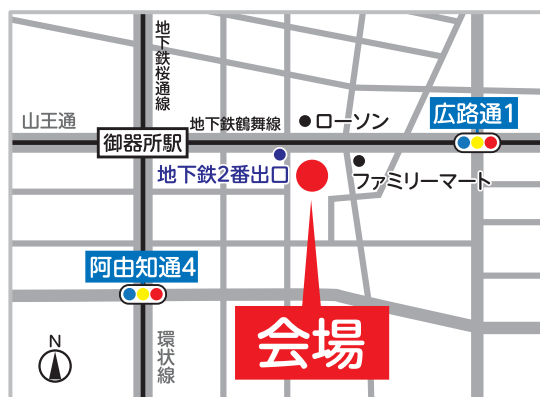 地下鉄桜通線
山王通
地下鉄鶴舞線
ローソン
広路通1
御器所駅
地下鉄2番出口
ファミリーマート
阿由知通4
会場
環状線
N